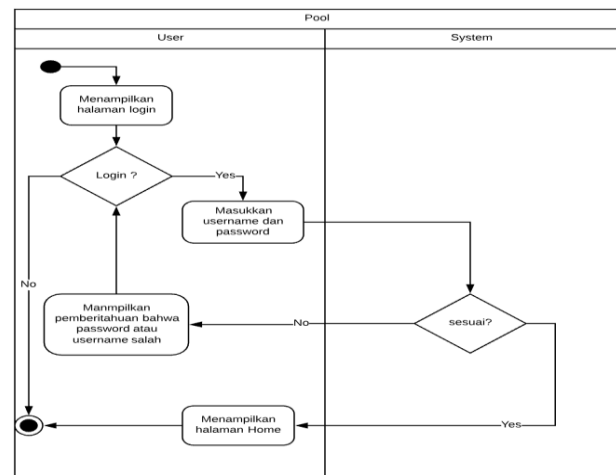 Pool
User
System
Menampilkan
halaman login
Login ?
Yes
Masukkan
username dan
password
No
Manmpilkan
pemberitahuan bahwa
password atau
username salah
No
sesuai?
Menampilkan
halaman Home
Yes